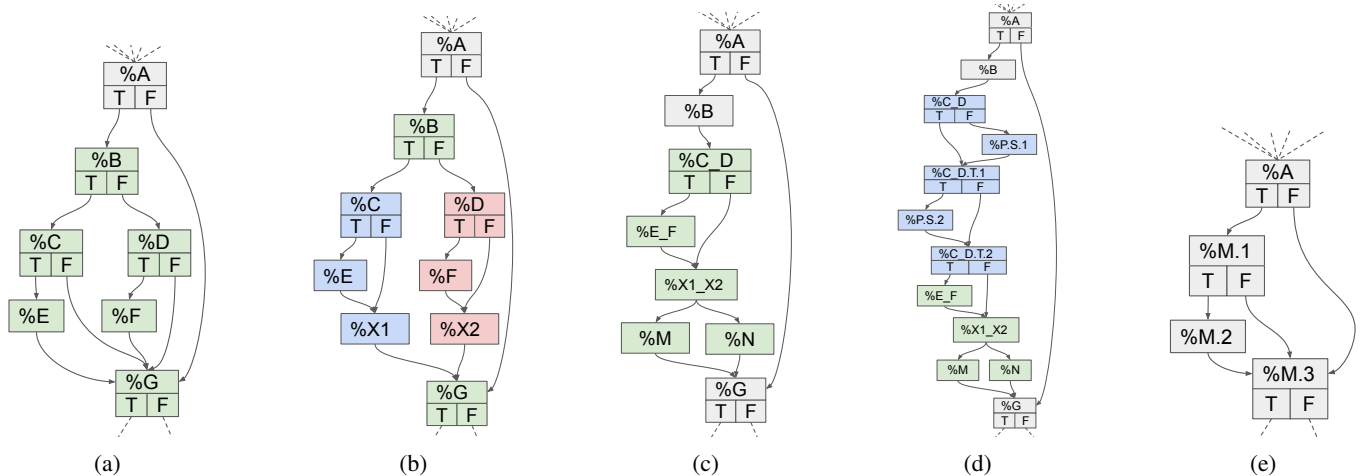 %A
T F
%B
T F
%C
T F
%D
T F
%E
%F
%G
T F
(a)
%A
T F
%B
T F
%C
T F
%D
T F
%E
%F
%X1
%X2
%G
T F
(b)
%A
T F
%B
%C_D
T F
%E_F
%X1_X2
%M
%N
%G
T F
(c)
%A
T F
%B
%C_D
T F
%P.S.1
%C_D.T.1
T F
%P.S.2
%C_D.T.2
T F
%E_F
%X1_X2
%M
%N
%G
T F
(d)
%A
T F
%M.1
T F
%M.2
%M.3
T F
(e)